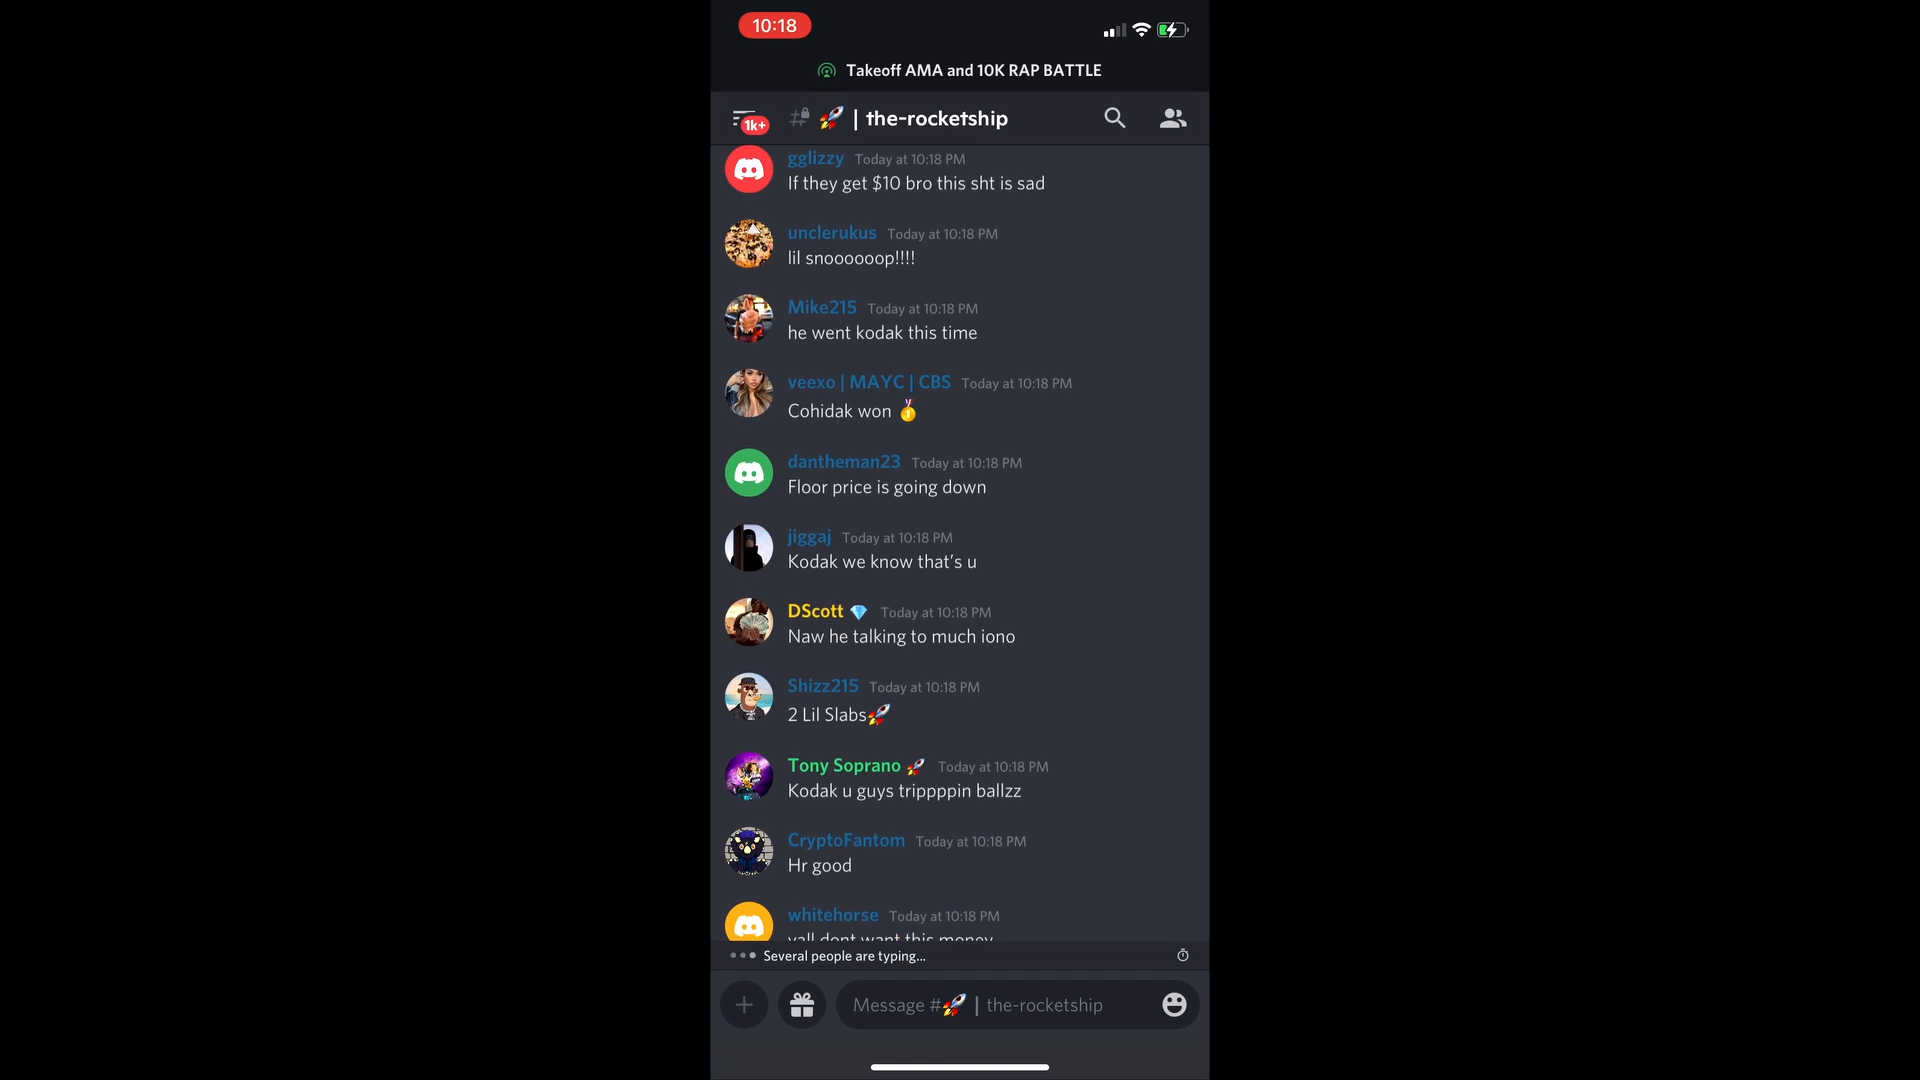 10:18
Takeoff AMA and 10K RAP BATTLE
1k+
# 🚀 | the-rocketship
gglizzy Today at 10:18 PM
If they get $10 bro this sht is sad
unclerukus Today at 10:18 PM
lil snoooooop!!!!
Mike215 Today at 10:18 PM
he went kodak this time
veexo | MAYC | CBS Today at 10:18 PM
Cohidak won 🏅
dantheman23 Today at 10:18 PM
Floor price is going down
jiggaj Today at 10:18 PM
Kodak we know that’s u
DScott 💎 Today at 10:18 PM
Naw he talking to much iono
Shizz215 Today at 10:18 PM
2 Lil Slabs🚀
Tony Soprano 🚀 Today at 10:18 PM
Kodak u guys trippppin ballzz
CryptoFantom Today at 10:18 PM
Hr good
whitehorse Today at 10:18 PM
yall dont want this money
Several people are typing...
Message #🚀 | the-rocketship